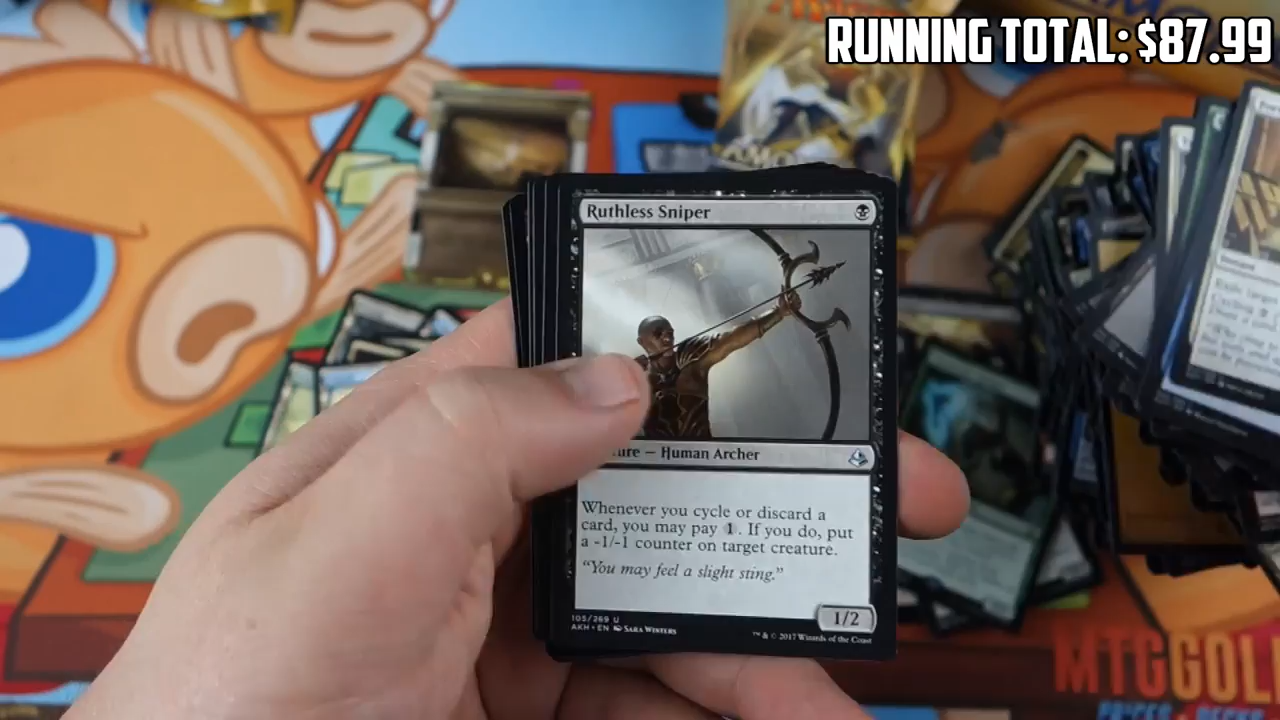 RUNNING TOTAL: $87.99
Ruthless Sniper
ure — Human Archer
Whenever you cycle or discard a
card, you may pay 1. If you do, put
a -1/-1 counter on target creature.
"You may feel a slight sting."
1/2
105/269 U
AKH • EN Sara Winters
™ & © 2017 Wizards of the Coast
MTGGOL